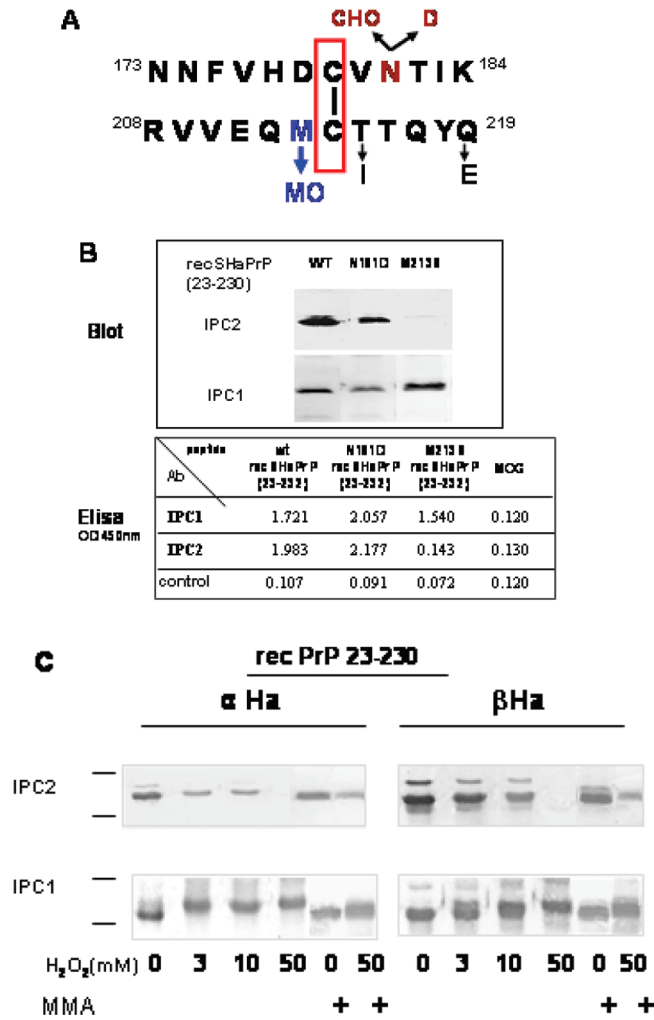 A
CHO D
173 NNFVHDCVNTIK 184
208 RVVEQMCTTQYQ 219
MO I E
B
recSHaPrP WT N181D M213S
(23-230)
Blot
IPC2
IPC1
peptide wt N181D M213S MOG
Ab recSHaPrP recSHaPrP recSHaPrP
(23-232) (23-232) (23-232)
Elisa
OD450nm
IPC1 1.721 2.057 1.540 0.120
IPC2 1.983 2.177 0.143 0.130
control 0.107 0.091 0.072 0.120
C
rec PrP 23-230
α Ha βHa
IPC2
IPC1
H₂O₂(mM) 0 3 10 50 0 50 0 3 10 50 0 50
MMA + + + +